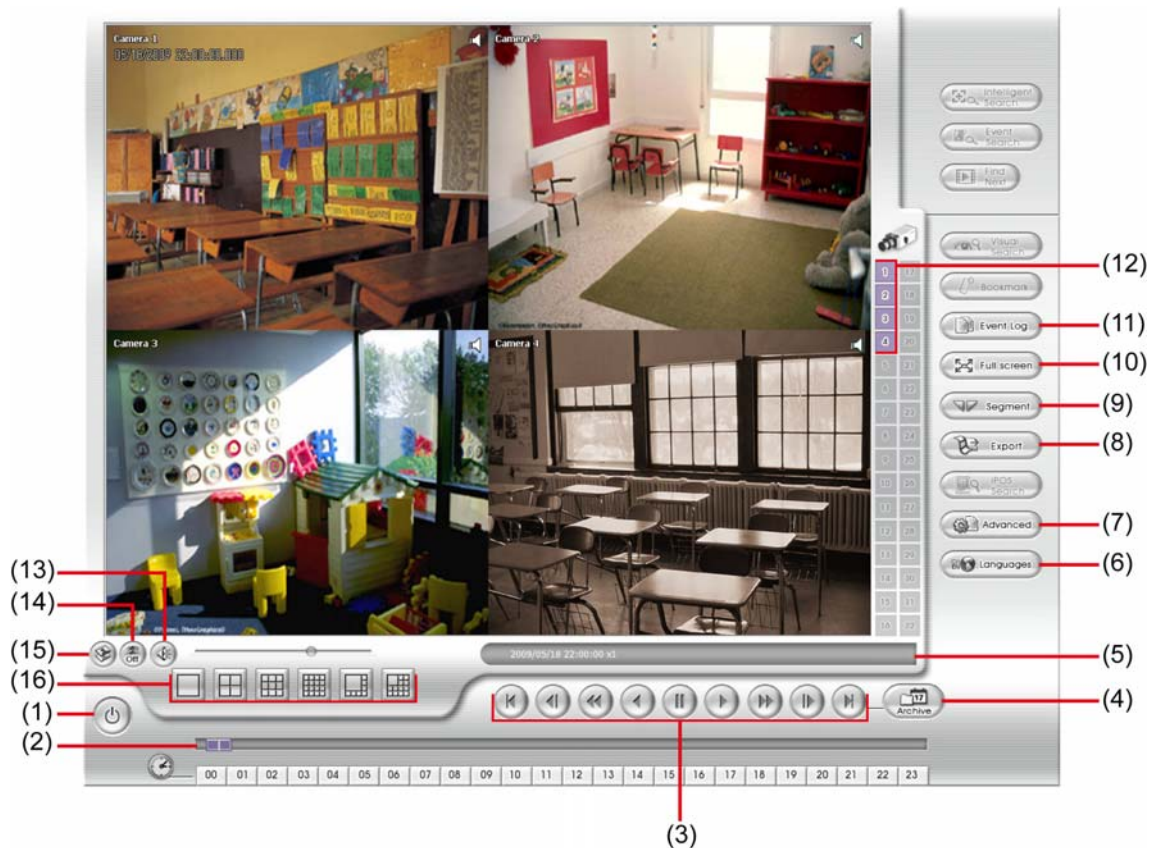 Camera 1
05/18/2009 22:00:00.000
Camera 2
Camera 3
Camera 4
Intelligent
Search
Event
Search
Find
Next
Visual
Search
Bookmark
Event Log
Full screen
Segment
Export
iPOS
Search
Advanced
Languages
(12)
(11)
(10)
(9)
(8)
(7)
(6)
(5)
(4)
(13)
(14)
(15)
(16)
(1)
(2)
(3)
1 17
2 18
3 19
4 20
5 21
6 22
7 23
8 24
9 25
10 26
11 27
12 28
13 29
14 30
15 31
16 32
Off
2009/05/18 22:00:00 x1
17
Archive
00 01 02 03 04 05 06 07 08 09 10 11 12 13 14 15 16 17 18 19 20 21 22 23